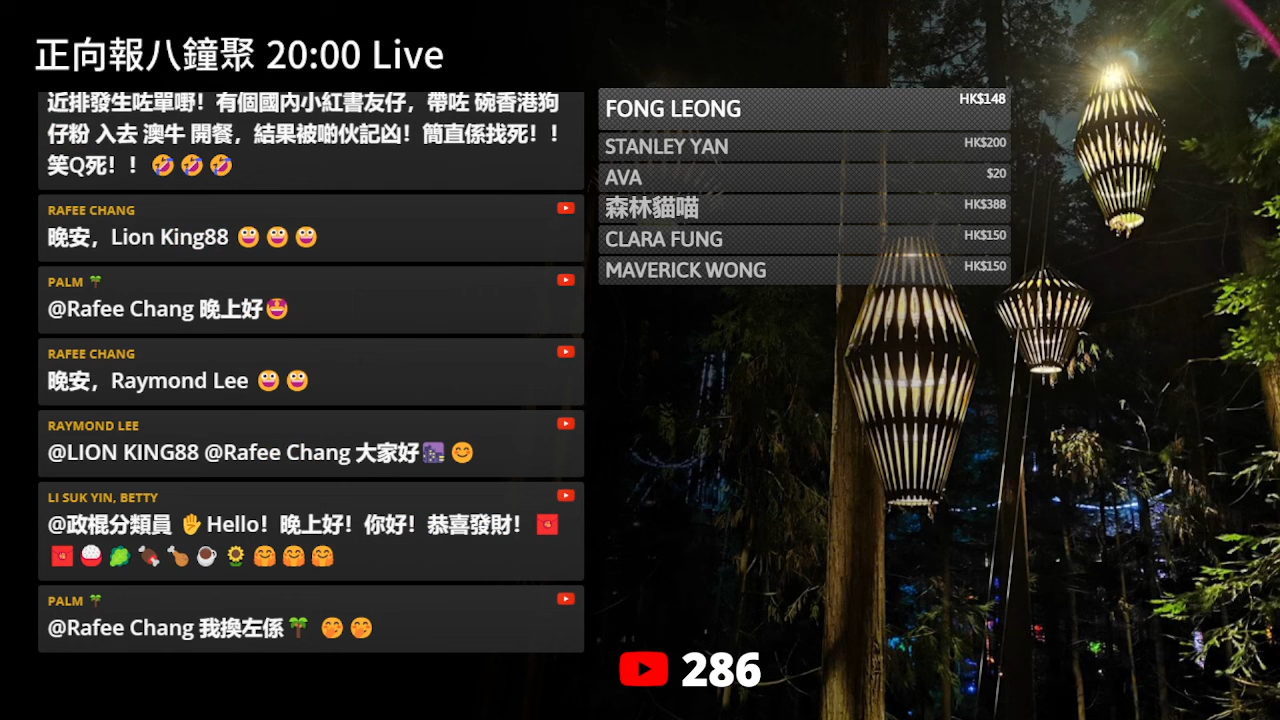 正向報八鐘聚 20:00 Live
近排發生咗單嘢！有個國內小紅書友仔，帶咗 碗香港狗
仔粉 入去 澳牛 開餐，結果被啲伙記凶！簡直係找死！！
笑Q死！！ 🤣🤣🤣
RAFEE CHANG
晚安，Lion King88 😀😀😀
PALM 🌴
@Rafee Chang 晚上好🤩
RAFEE CHANG
晚安，Raymond Lee 😀😀
RAYMOND LEE
@LION KING88 @Rafee Chang 大家好🌃 😊
LI SUK YIN, BETTY
@政棍分類員 ✋Hello！晚上好！你好！恭喜發財！ 🧧
🧧🍚🥬🍖🍗☕🌻🤗🤗🤗
PALM 🌴
@Rafee Chang 我換左係🌴 🤭🤭
FONG LEONG HK$148
STANLEY YAN HK$200
AVA $20
森林貓喵 HK$388
CLARA FUNG HK$150
MAVERICK WONG HK$150
286